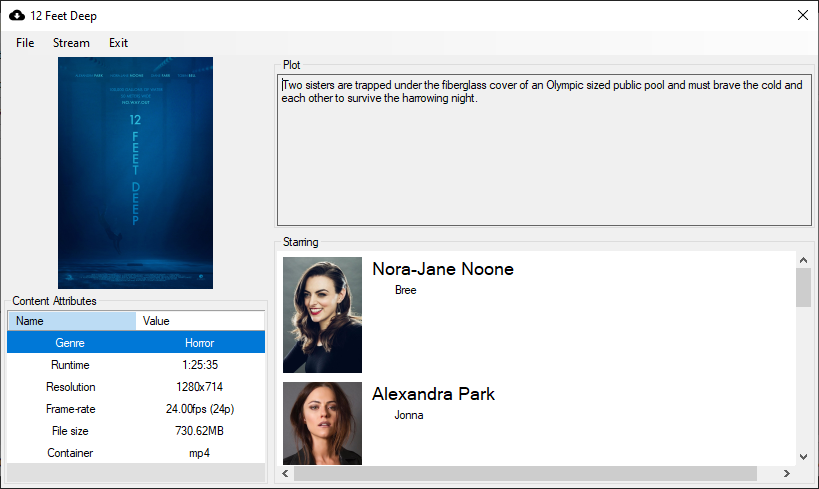 12 Feet Deep
File Stream Exit
12
FEET
DEEP
Content Attributes
Name Value
Genre Horror
Runtime 1:25:35
Resolution 1280x714
Frame-rate 24.00fps (24p)
File size 730.62MB
Container mp4
Plot
Two sisters are trapped under the fiberglass cover of an Olympic sized public pool and must brave the cold and
each other to survive the harrowing night.
Starring
Nora-Jane Noone
Bree
Alexandra Park
Jonna